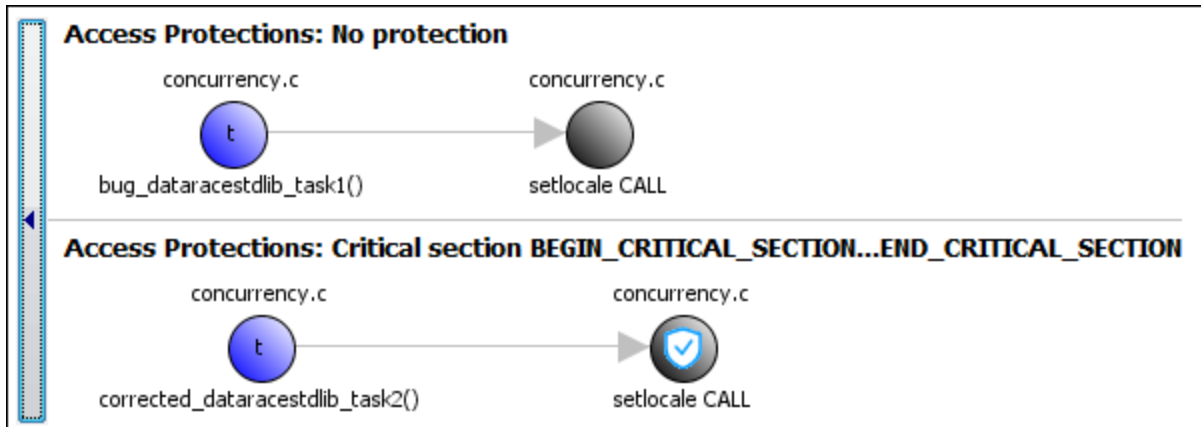 Access Protections: No protection
concurrency.c concurrency.c
t
bug_dataracestdlib_task1() setlocale CALL
Access Protections: Critical section BEGIN_CRITICAL_SECTION...END_CRITICAL_SECTION
concurrency.c concurrency.c
t
corrected_dataracestdlib_task2() setlocale CALL